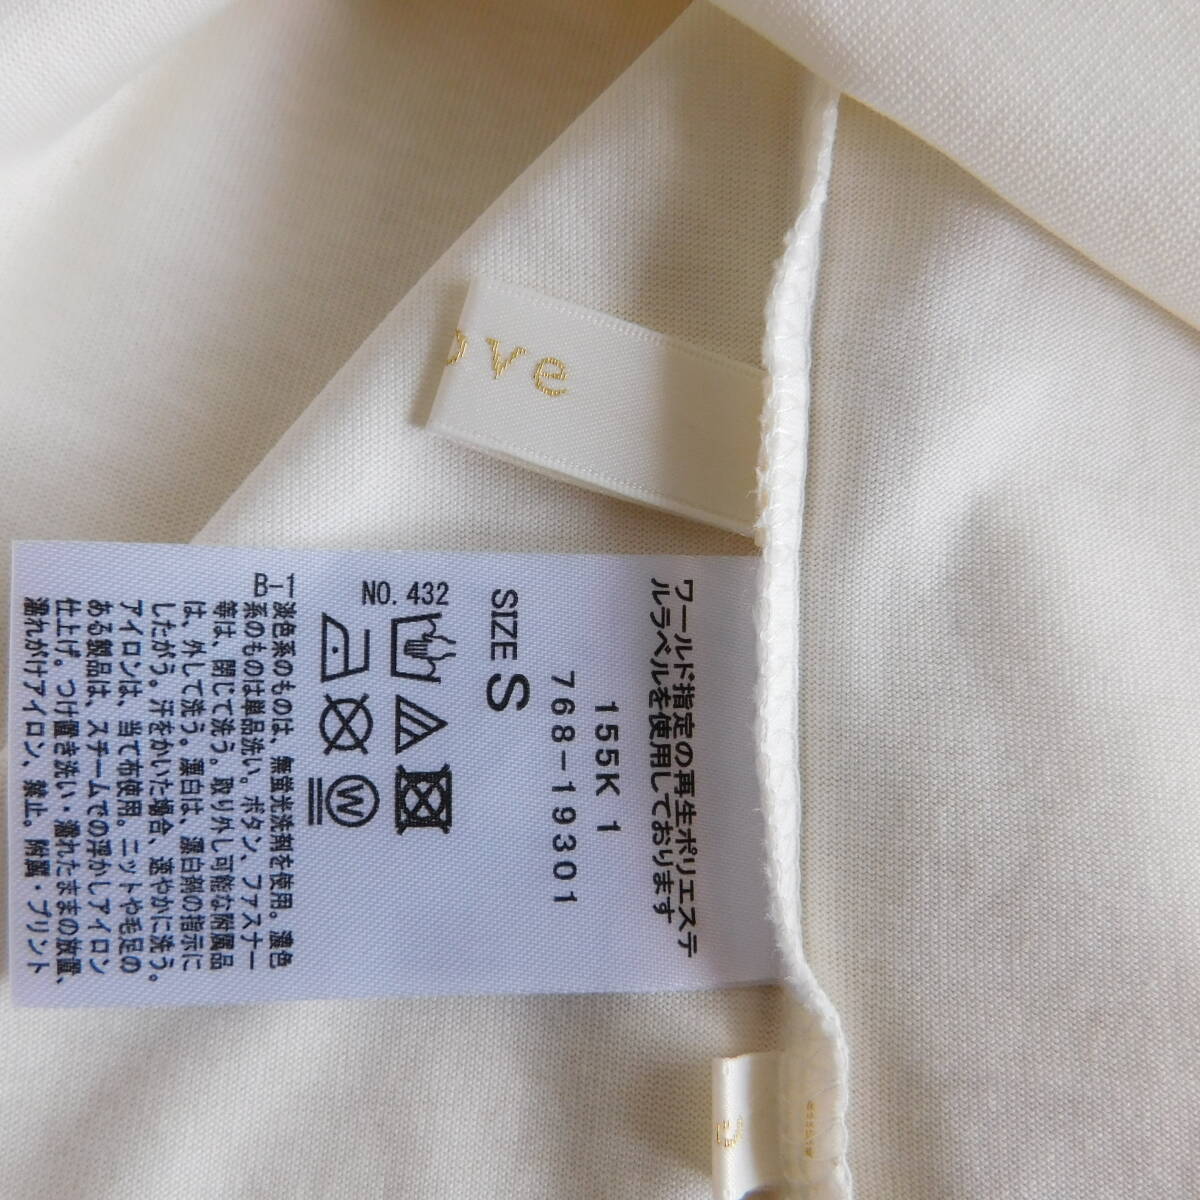 ove
ワールド指定の再生ポリエステ
ルラベルを使用しております
155K 1
768-19301
SIZE S
NO. 432
W
B-1
淡色系のものは、無蛍光洗剤を使用。濃色
系のものは単品洗い。ボタン、ファスナー
等は、閉じて洗う。取り外し可能な附属品
は、外して洗う。漂白は、漂白剤の指示に
したがう。汗をかいた場合、速やかに洗う。
アイロンは、当て布使用。ニットや毛足の
ある製品は、スチームでの浮かしアイロン
仕上げ。つけ置き洗い・濡れたままの放置、
濡れがけアイロン、禁止。附属・プリント